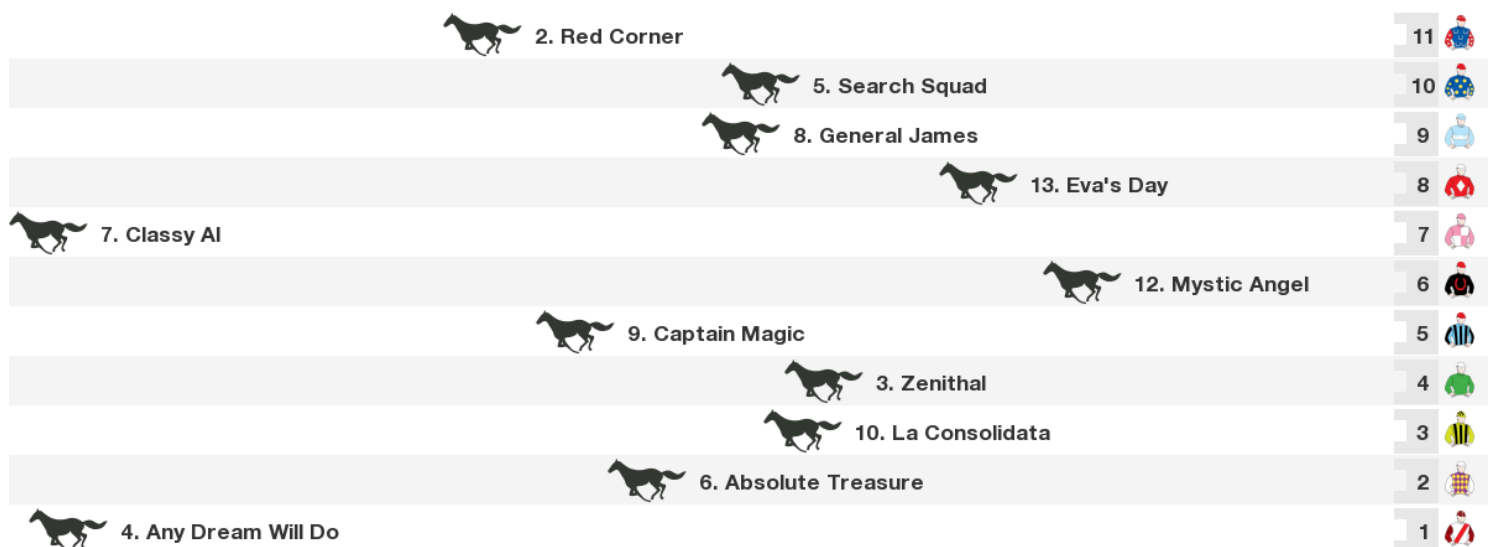 2. Red Corner 11
5. Search Squad 10
8. General James 9
13. Eva's Day 8
7. Classy Al 7
12. Mystic Angel 6
9. Captain Magic 5
3. Zenithal 4
10. La Consolidata 3
6. Absolute Treasure 2
4. Any Dream Will Do 1